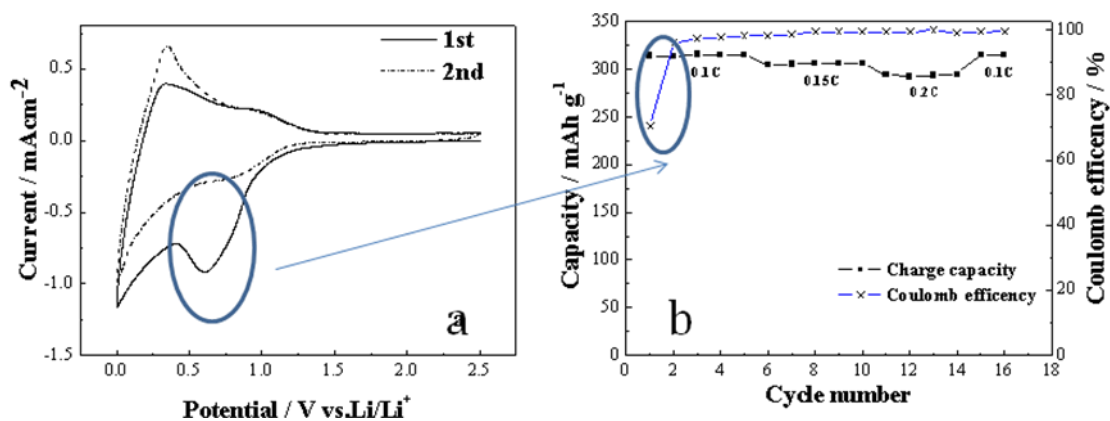 0.5
0.0
-0.5
-1.0
-1.5
Current / mAcm-2
1st
2nd
a
0.0 0.5 1.0 1.5 2.0 2.5
Potential / V vs.Li/Li+
350
300
250
200
150
100
50
0
Capacity / mAh g-1
0.1C
0.15C
0.2C
0.1C
Charge capacity
Coulomb efficency
b
0 2 4 6 8 10 12 14 16 18
Cycle number
100
80
60
40
20
0
Coulomb efficency / %